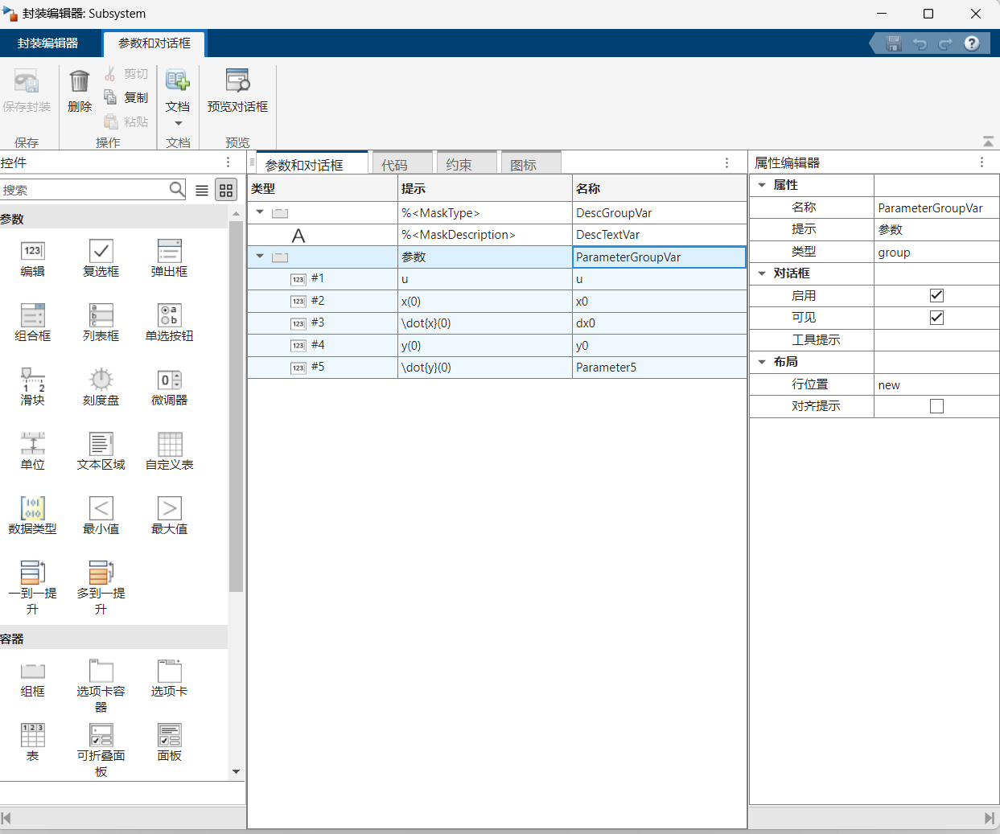 封装编辑器: Subsystem
封装编辑器 参数和对话框
保存封装 删除 剪切 复制 粘贴 文档 预览对话框
保存 操作 文档 预览
控件
搜索
参数
编辑 复选框 弹出框
组合框 列表框 单选按钮
滑块 刻度盘 微调器
单位 文本区域 自定义表
数据类型 最小值 最大值
一到一提升 多到一提升
容器
组框 选项卡容器 选项卡
表 可折叠面板 面板
参数和对话框 代码 约束 图标
类型 提示 名称
%<MaskType> DescGroupVar
A %<MaskDescription> DescTextVar
参数 ParameterGroupVar
#1 u u
#2 x(0) x0
#3 \dot{x}(0) dx0
#4 y(0) y0
#5 \dot{y}(0) Parameter5
属性编辑器
属性
名称 ParameterGroupVar
提示 参数
类型 group
对话框
启用
可见
工具提示
布局
行位置 new
对齐提示